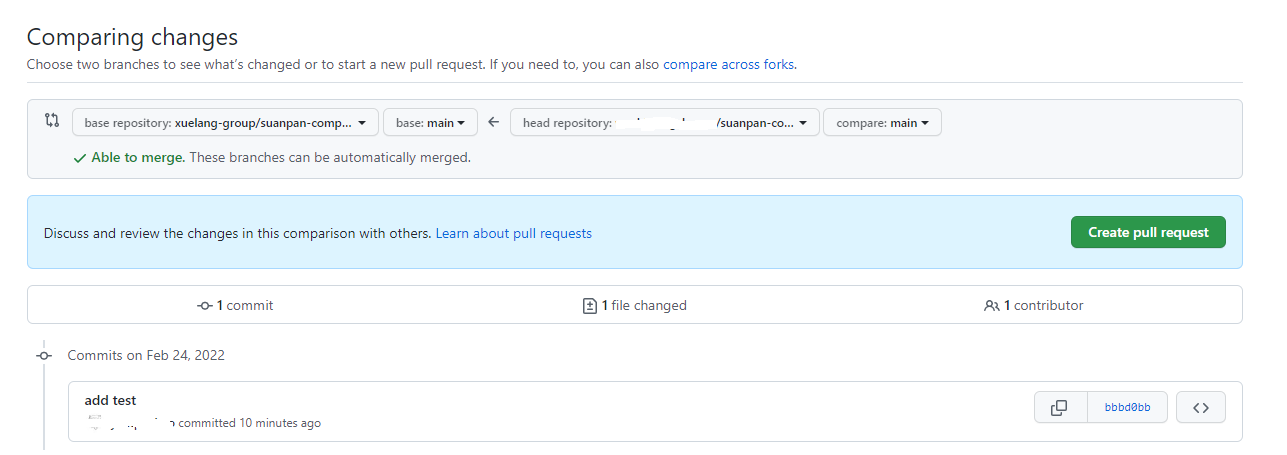 Comparing changes
Choose two branches to see what's changed or to start a new pull request. If you need to, you can also compare across forks.
base repository: xuelang-group/suanpan-comp... base: main head repository: /suanpan-co... compare: main
Able to merge. These branches can be automatically merged.
Discuss and review the changes in this comparison with others. Learn about pull requests Create pull request
1 commit 1 file changed 1 contributor
Commits on Feb 24, 2022
add test bbbd0bb
committed 10 minutes ago